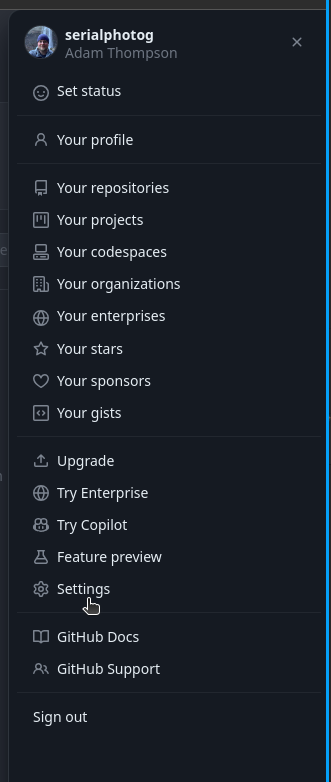 serialphotog
Adam Thompson
Set status
Your profile
Your repositories
Your projects
Your codespaces
Your organizations
Your enterprises
Your stars
Your sponsors
Your gists
Upgrade
Try Enterprise
Try Copilot
Feature preview
Settings
GitHub Docs
GitHub Support
Sign out